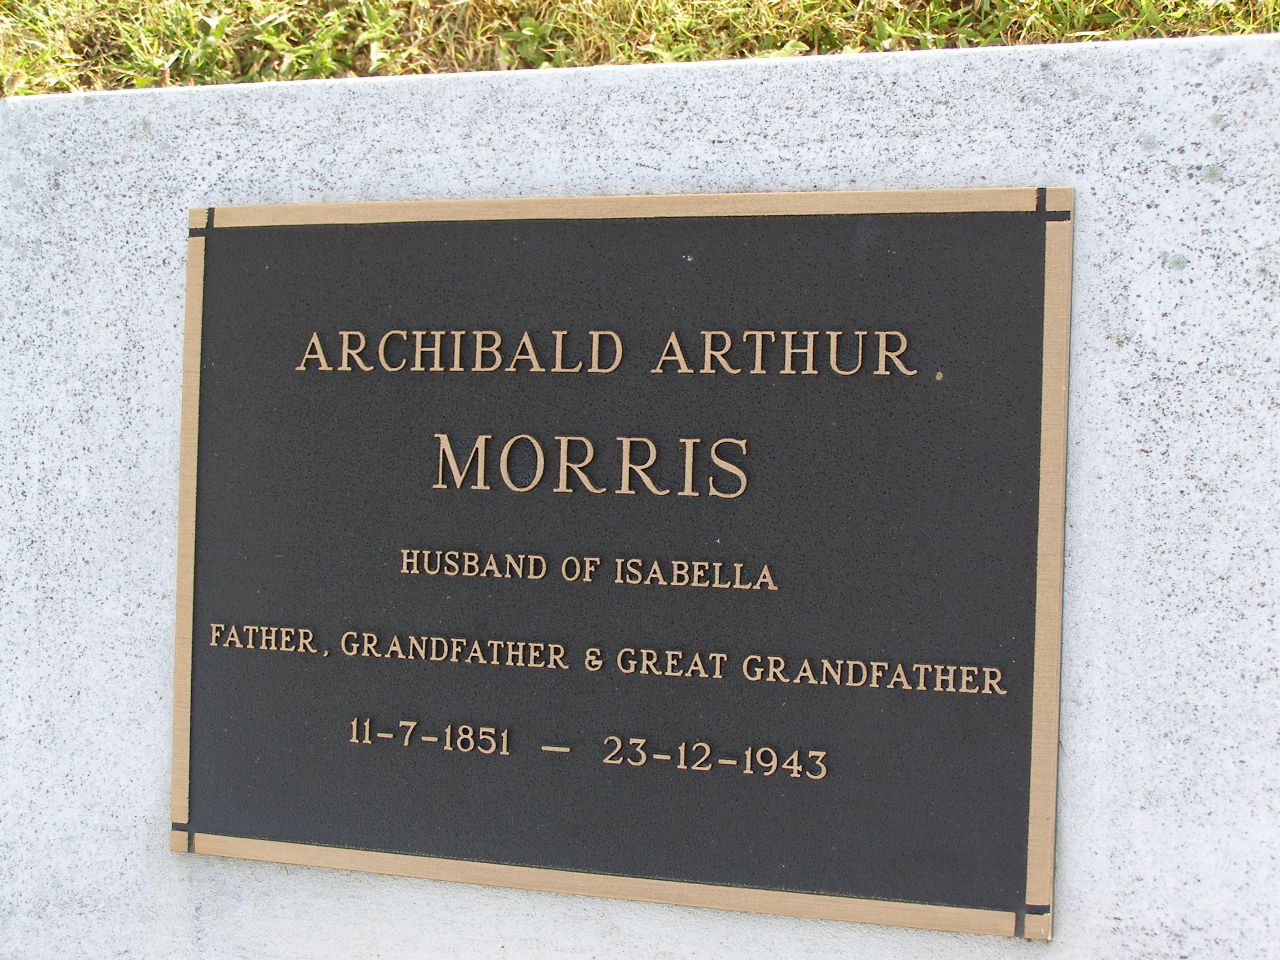 ARCHIBALD ARTHUR
MORRIS
HUSBAND OF ISABELLA
FATHER, GRANDFATHER & GREAT GRANDFATHER
11-7-1851 — 23-12-1943